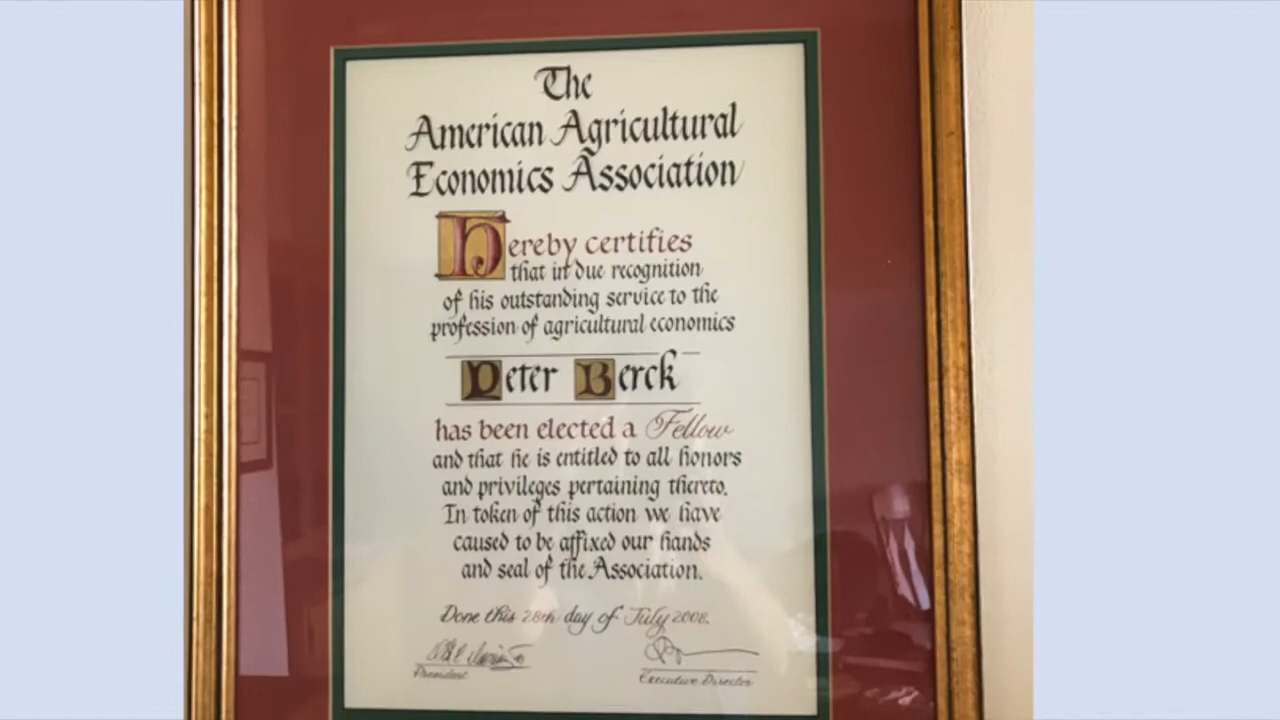 The
American Agricultural
Economics Association
Hereby certifies
that in due recognition
of his outstanding service to the
profession of agricultural economics
Peter Berck
has been elected a Fellow
and that he is entitled to all honors
and privileges pertaining thereto.
In token of this action we have
caused to be affixed our hands
and seal of the Association.
Done this 28th day of July 2008.
President
Executive Director